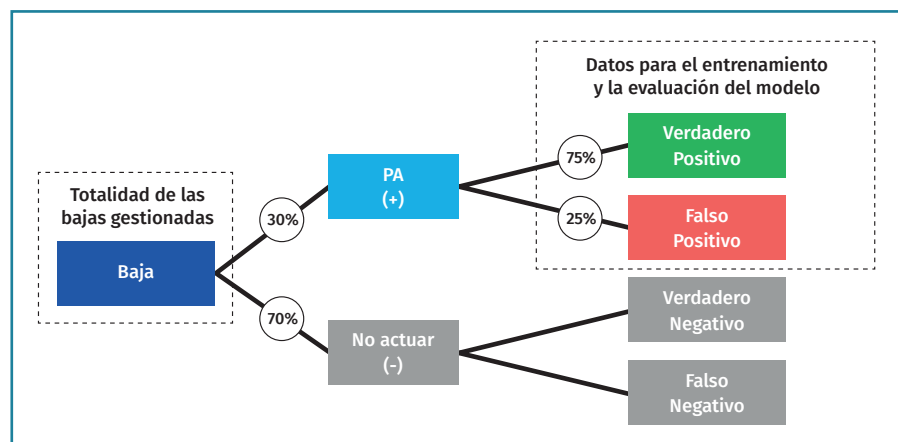 Datos para el entrenamiento
y la evaluación del modelo
Verdadero
Positivo
75%
PA
(+)
Totalidad de las
bajas gestionadas
30%
25%
Falso
Positivo
Baja
Verdadero
Negativo
70%
No actuar
(-)
Falso
Negativo